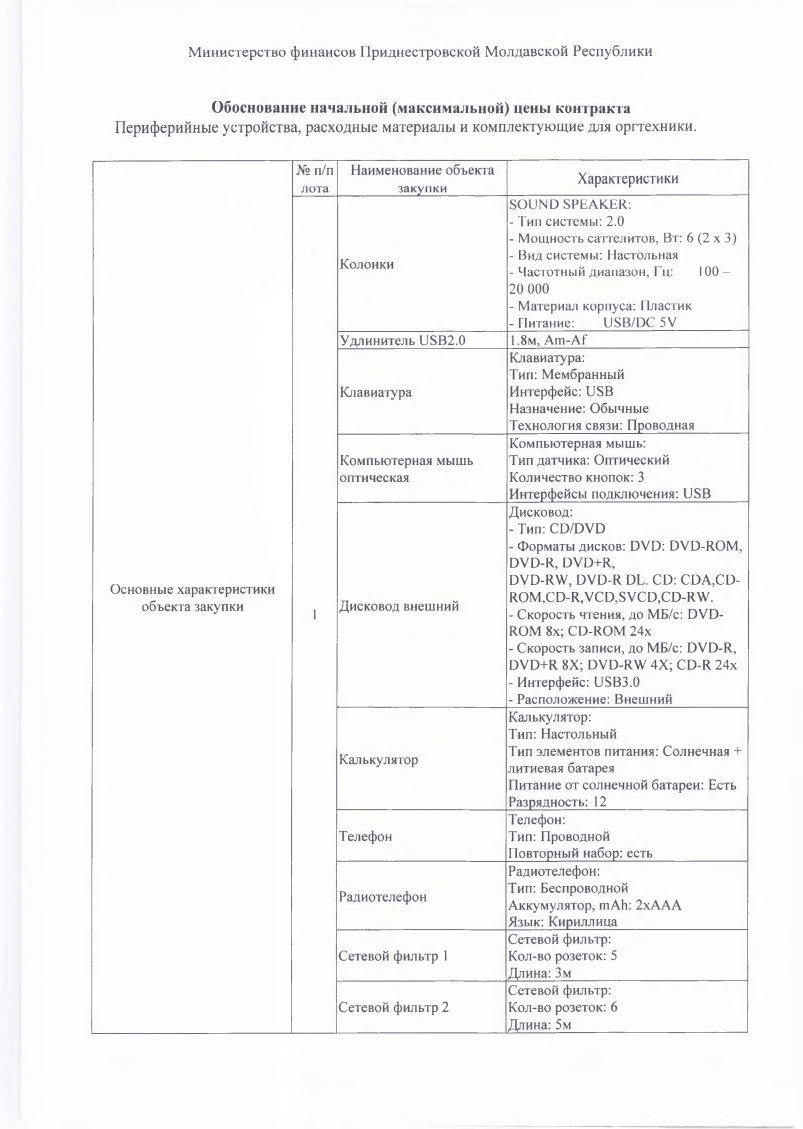 Министерство финансов Приднестровской Молдавской Республики
Обоснование начальной (максимальной) цены контракта
Периферийные устройства, расходные материалы и комплектующие для оргтехники.
№ п/п
лота
Наименование объекта
закупки
Характеристики
Основные характеристики
объекта закупки
1
Колонки
SOUND SPEAKER:
- Тип системы: 2.0
- Мощность саттелитов, Вт: 6 (2 х 3)
- Вид системы: Настольная
- Частотный диапазон, Гц: 100 –
20 000
- Материал корпуса: Пластик
- Питание: USB/DC 5V
Удлинитель USB2.0
1.8м, Am-Af
Клавиатура
Клавиатура:
Тип: Мембранный
Интерфейс: USB
Назначение: Обычные
Технология связи: Проводная
Компьютерная мышь
оптическая
Компьютерная мышь:
Тип датчика: Оптический
Количество кнопок: 3
Интерфейсы подключения: USB
Дисковод внешний
Дисковод:
- Тип: CD/DVD
- Форматы дисков: DVD: DVD-ROM,
DVD-R, DVD+R,
DVD-RW, DVD-R DL. CD: CDA,CD-
ROM,CD-R,VCD,SVCD,CD-RW.
- Скорость чтения, до МБ/с: DVD-
ROM 8x; CD-ROM 24x
- Скорость записи, до МБ/с: DVD-R,
DVD+R 8X; DVD-RW 4X; CD-R 24x
- Интерфейс: USB3.0
- Расположение: Внешний
Калькулятор
Калькулятор:
Тип: Настольный
Тип элементов питания: Солнечная +
литиевая батарея
Питание от солнечной батареи: Есть
Разрядность: 12
Телефон
Телефон:
Тип: Проводной
Повторный набор: есть
Радиотелефон
Радиотелефон:
Тип: Беспроводной
Аккумулятор, mAh: 2хААА
Язык: Кириллица
Сетевой фильтр 1
Сетевой фильтр:
Кол-во розеток: 5
Длина: 3м
Сетевой фильтр 2
Сетевой фильтр:
Кол-во розеток: 6
Длина: 5м